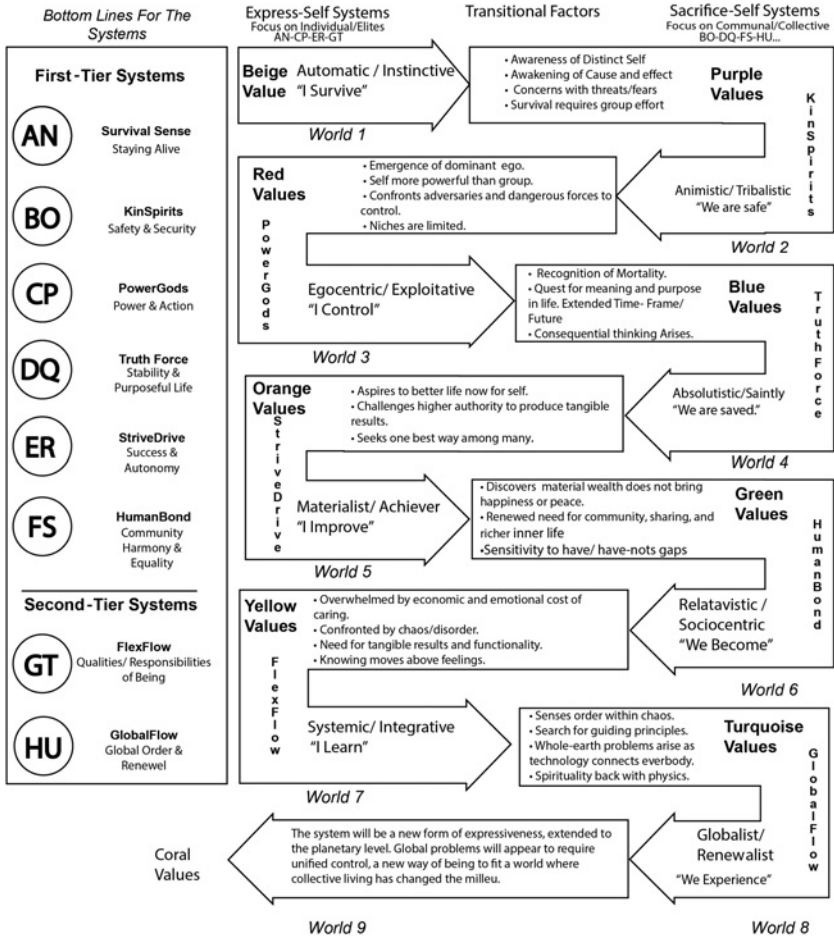 Bottom Lines For The
Systems
Express-Self Systems
Focus on Individual/Elites
AN-CP-ER-GT
Transitional Factors
Sacrifice-Self Systems
Focus on Communal/Collective
BO-DQ-FS-HU...
First-Tier Systems
AN
Survival Sense
Staying Alive
BO
KinSpirits
Safety & Security
CP
PowerGods
Power & Action
DQ
Truth Force
Stability &
Purposeful Life
ER
StriveDrive
Success &
Autonomy
FS
HumanBond
Community
Harmony &
Equality
Second-Tier Systems
GT
FlexFlow
Qualities/ Responsibilities
of Being
HU
GlobalFlow
Global Order &
Renewel
Beige
Value
Automatic / Instinctive
“I Survive”
World 1
• Awareness of Distinct Self
• Awakening of Cause and effect
• Concerns with threats/fears
• Survival requires group effort
Purple
Values
KinSpirits
Animistic/ Tribalistic
“We are safe”
World 2
Red
Values
PowerGods
• Emergence of dominant ego.
• Self more powerful than group.
• Confronts adversaries and dangerous forces to
control.
• Niches are limited.
Egocentric/ Exploitative
“I Control”
World 3
• Recognition of Mortality.
• Quest for meaning and purpose
in life. Extended Time- Frame/
Future
• Consequential thinking Arises.
Blue
Values
TruthForce
Absolutistic/Saintly
“We are saved.”
World 4
Orange
Values
StriveDrive
• Aspires to better life now for self.
• Challenges higher authority to produce tangible
results.
• Seeks one best way among many.
Materialist/ Achiever
“I Improve”
World 5
• Discovers material wealth does not bring
happiness or peace.
• Renewed need for community, sharing, and
richer inner life
• Sensitivity to have/ have-nots gaps
Green
Values
HumanBond
Relatavistic /
Sociocentric
“We Become”
World 6
Yellow
Values
FlexFlow
• Overwhelmed by economic and emotional cost of
caring.
• Confronted by chaos/disorder.
• Need for tangible results and functionality.
• Knowing moves above feelings.
Systemic/ Integrative
“I Learn”
World 7
• Senses order within chaos.
• Search for guiding principles.
• Whole-earth problems arise as
technology connects everbody.
• Spirituality back with physics.
Turquoise
Values
GlobalFlow
Globalist/
Renewalist
“We Experience”
World 8
Coral
Values
The system will be a new form of expressiveness, extended to
the planetary level. Global problems will appear to require
unified control, a new way of being to fit a world where
collective living has changed the milleu.
World 9